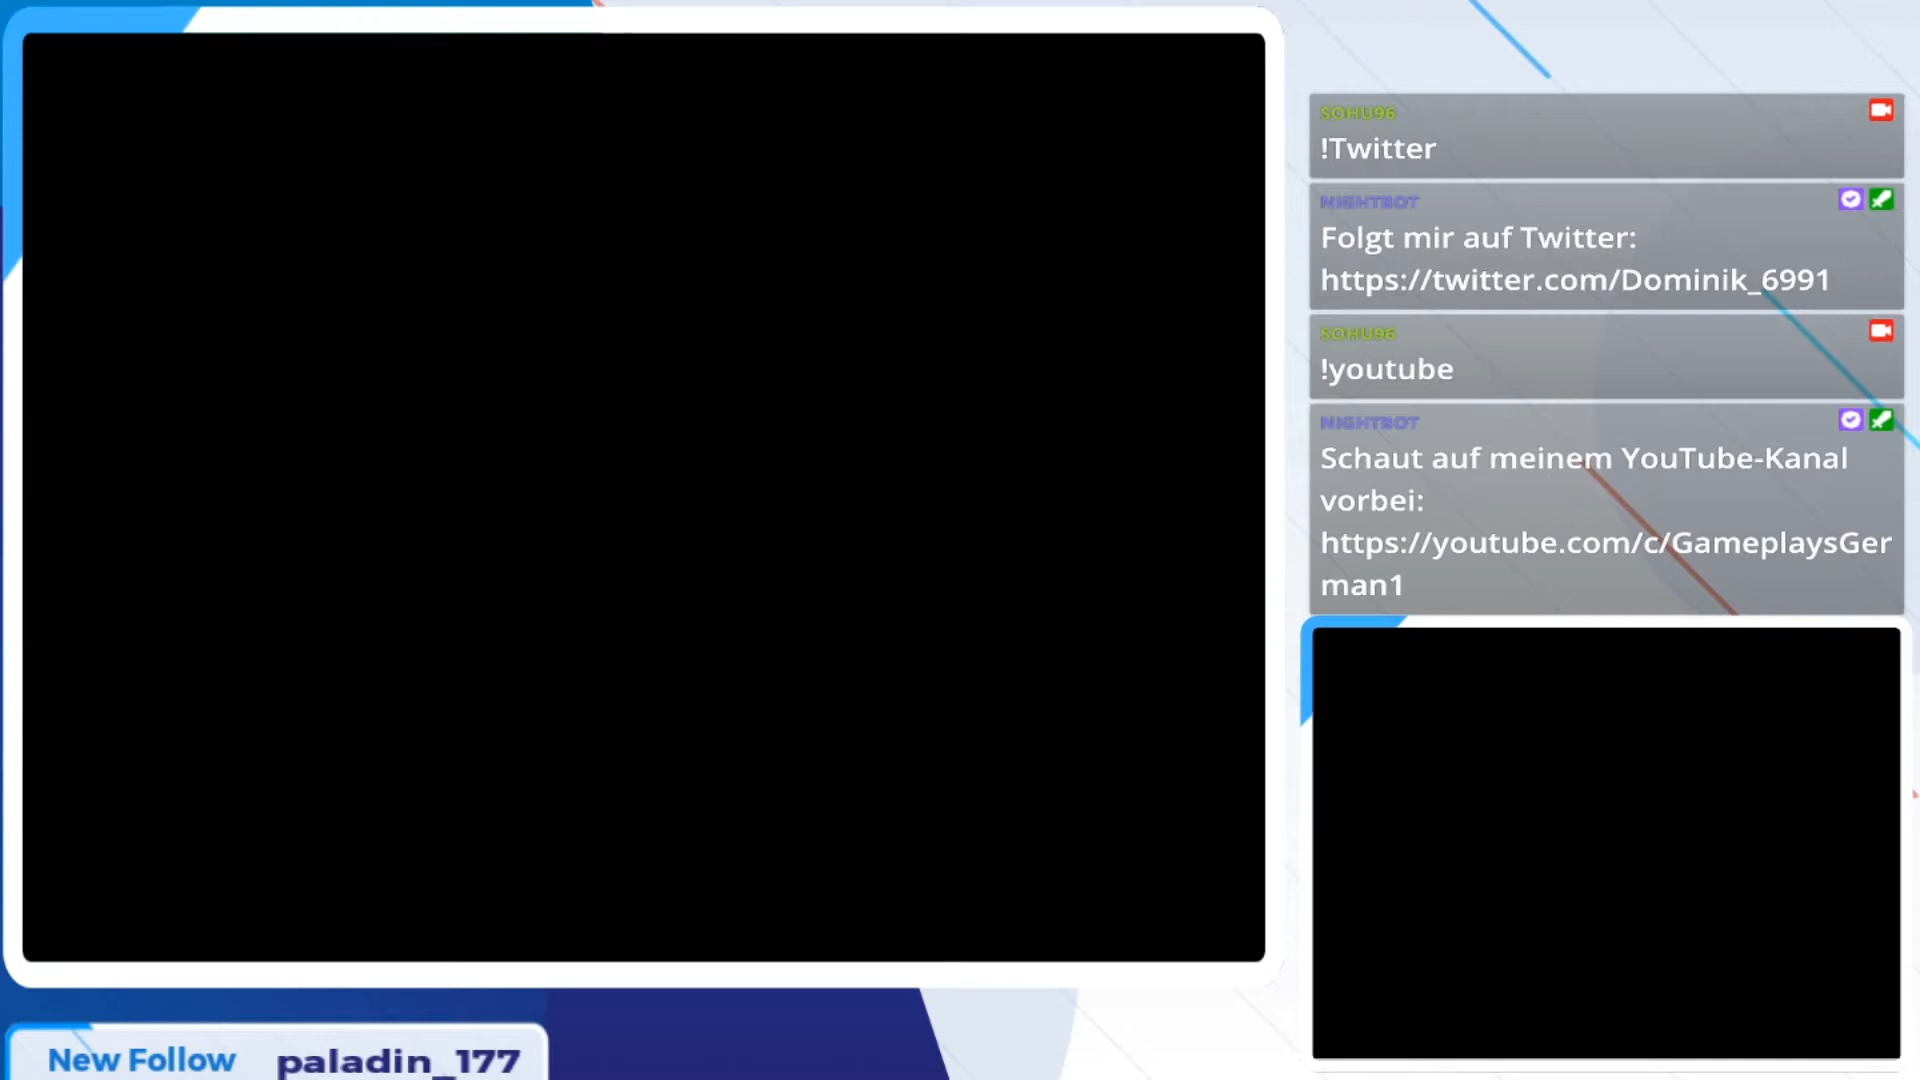 SOHU96
!Twitter
NIGHTBOT
Folgt mir auf Twitter:
https://twitter.com/Dominik_6991
SOHU96
!youtube
NIGHTBOT
Schaut auf meinem YouTube-Kanal
vorbei:
https://youtube.com/c/GameplaysGer
man1
New Follow paladin_177